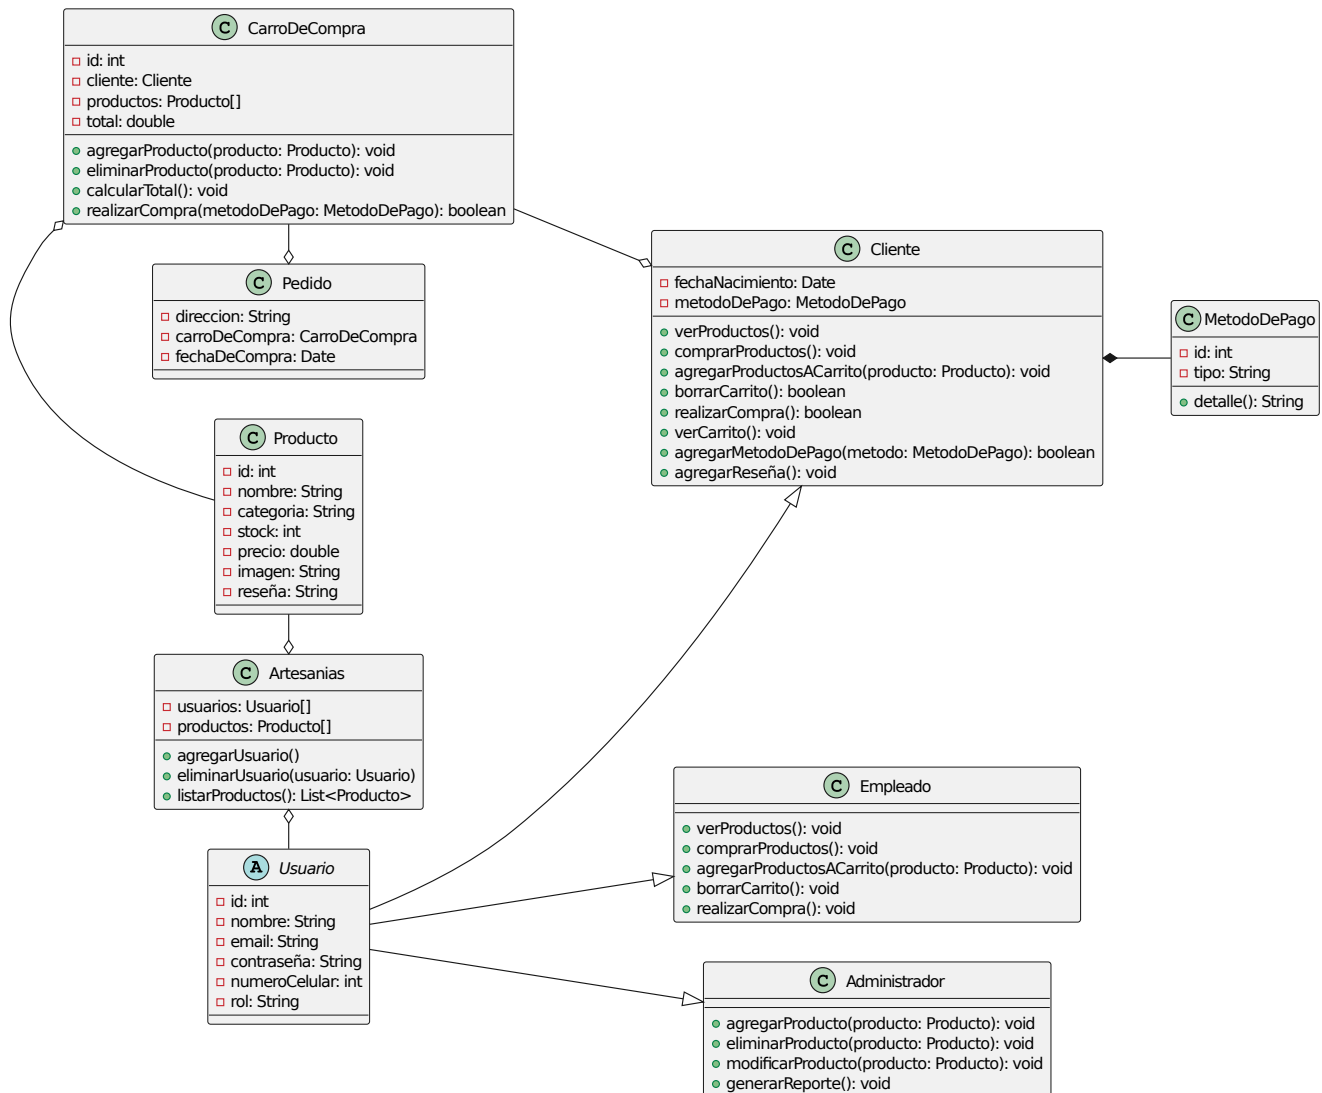 C CarroDeCompra
id: int
cliente: Cliente
productos: Producto[]
total: double
agregarProducto(producto: Producto): void
eliminarProducto(producto: Producto): void
calcularTotal(): void
realizarCompra(metodoDePago: MetodoDePago): boolean
C Pedido
direccion: String
carroDeCompra: CarroDeCompra
fechaDeCompra: Date
C Cliente
fechaNacimiento: Date
metodoDePago: MetodoDePago
verProductos(): void
comprarProductos(): void
agregarProductosACarrito(producto: Producto): void
borrarCarrito(): boolean
realizarCompra(): boolean
verCarrito(): void
agregarMetodoDePago(metodo: MetodoDePago): boolean
agregarReseña(): void
C MetodoDePago
id: int
tipo: String
detalle(): String
C Producto
id: int
nombre: String
categoria: String
stock: int
precio: double
imagen: String
reseña: String
C Artesanias
usuarios: Usuario[]
productos: Producto[]
agregarUsuario()
eliminarUsuario(usuario: Usuario)
listarProductos(): List<Producto>
A Usuario
id: int
nombre: String
email: String
contraseña: String
numeroCelular: int
rol: String
C Empleado
verProductos(): void
comprarProductos(): void
agregarProductosACarrito(producto: Producto): void
borrarCarrito(): void
realizarCompra(): void
C Administrador
agregarProducto(producto: Producto): void
eliminarProducto(producto: Producto): void
modificarProducto(producto: Producto): void
generarReporte(): void